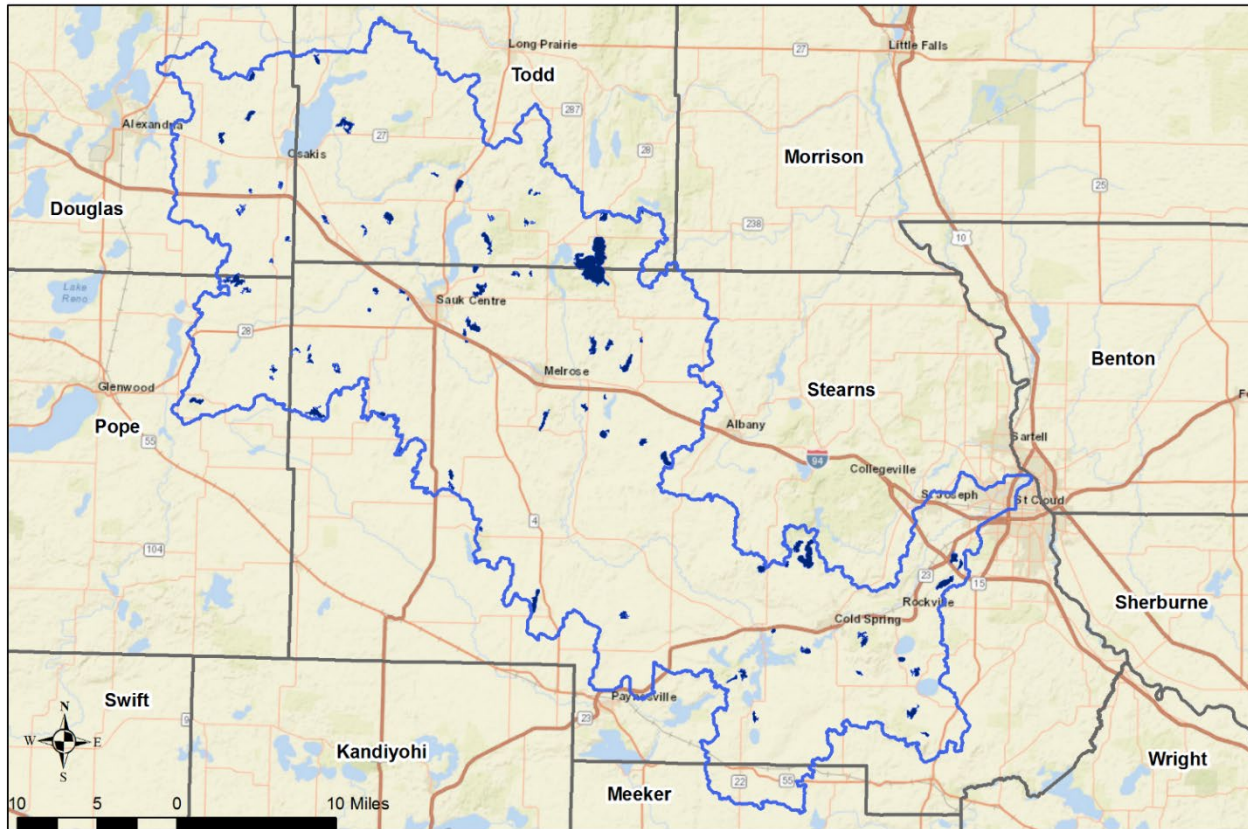 Long Prairie
27
Little Falls
Todd
287
Alexandria
27
Osakis
28
Morrison
25
Douglas
238
10
Lake
Reno
Sauk Centre
28
Benton
Melrose
Glenwood
Stearns
Pope
Albany
55
Sartell
94
Collegeville
St Joseph
St Cloud
4
104
23
15
Rockville
Sherburne
Cold Spring
Swift
Paynesville
N
W
E
S
9
23
Kandiyohi
Wright
22
55
Meeker
10
5
0
10 Miles